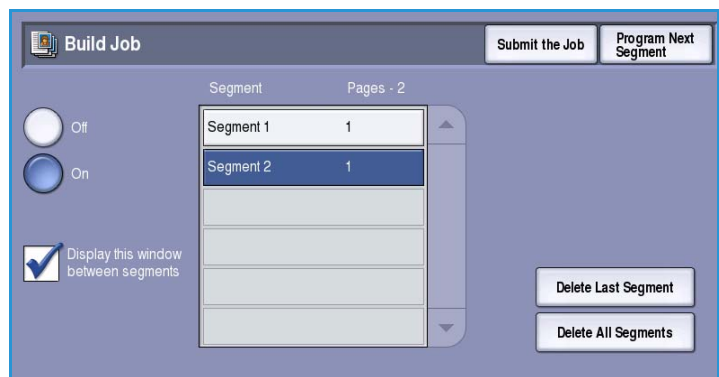 Build Job
Submit the Job
Program Next
Segment
Segment Pages - 2
Off
On
Segment 1 1
Segment 2 1
Display this window
between segments
Delete Last Segment
Delete All Segments